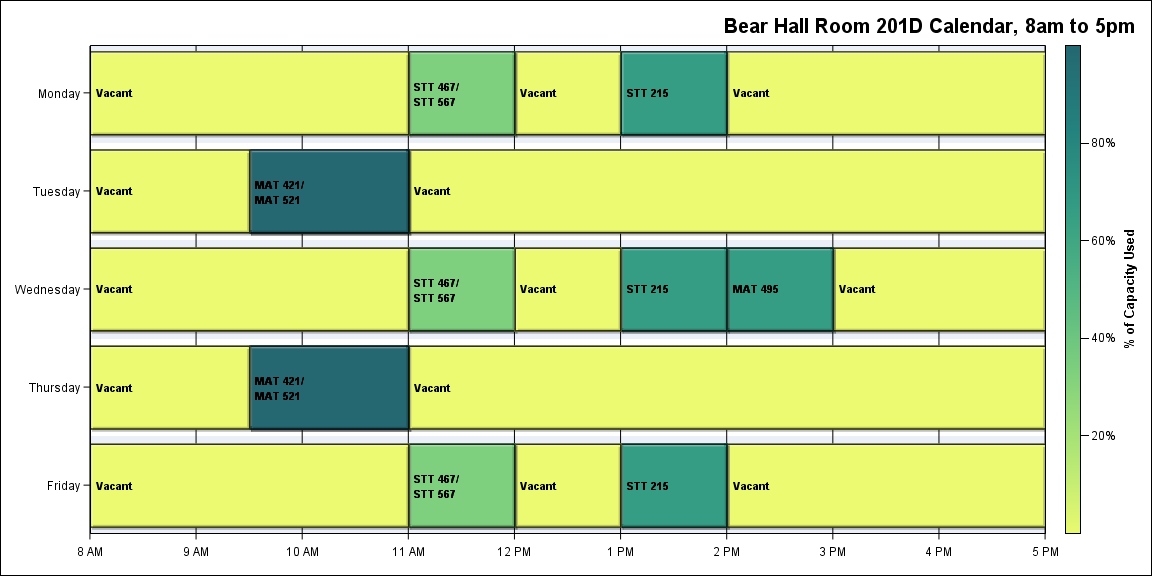 Bear Hall Room 201D Calendar, 8am to 5pm
Monday
Vacant
STT 467/
STT 567
Vacant
STT 215
Vacant
Tuesday
Vacant
MAT 421/
MAT 521
Vacant
Wednesday
Vacant
STT 467/
STT 567
Vacant
STT 215
MAT 495
Vacant
Thursday
Vacant
MAT 421/
MAT 521
Vacant
Friday
Vacant
STT 467/
STT 567
Vacant
STT 215
Vacant
8 AM
9 AM
10 AM
11 AM
12 PM
1 PM
2 PM
3 PM
4 PM
5 PM
80%
60%
40%
20%
% of Capacity Used